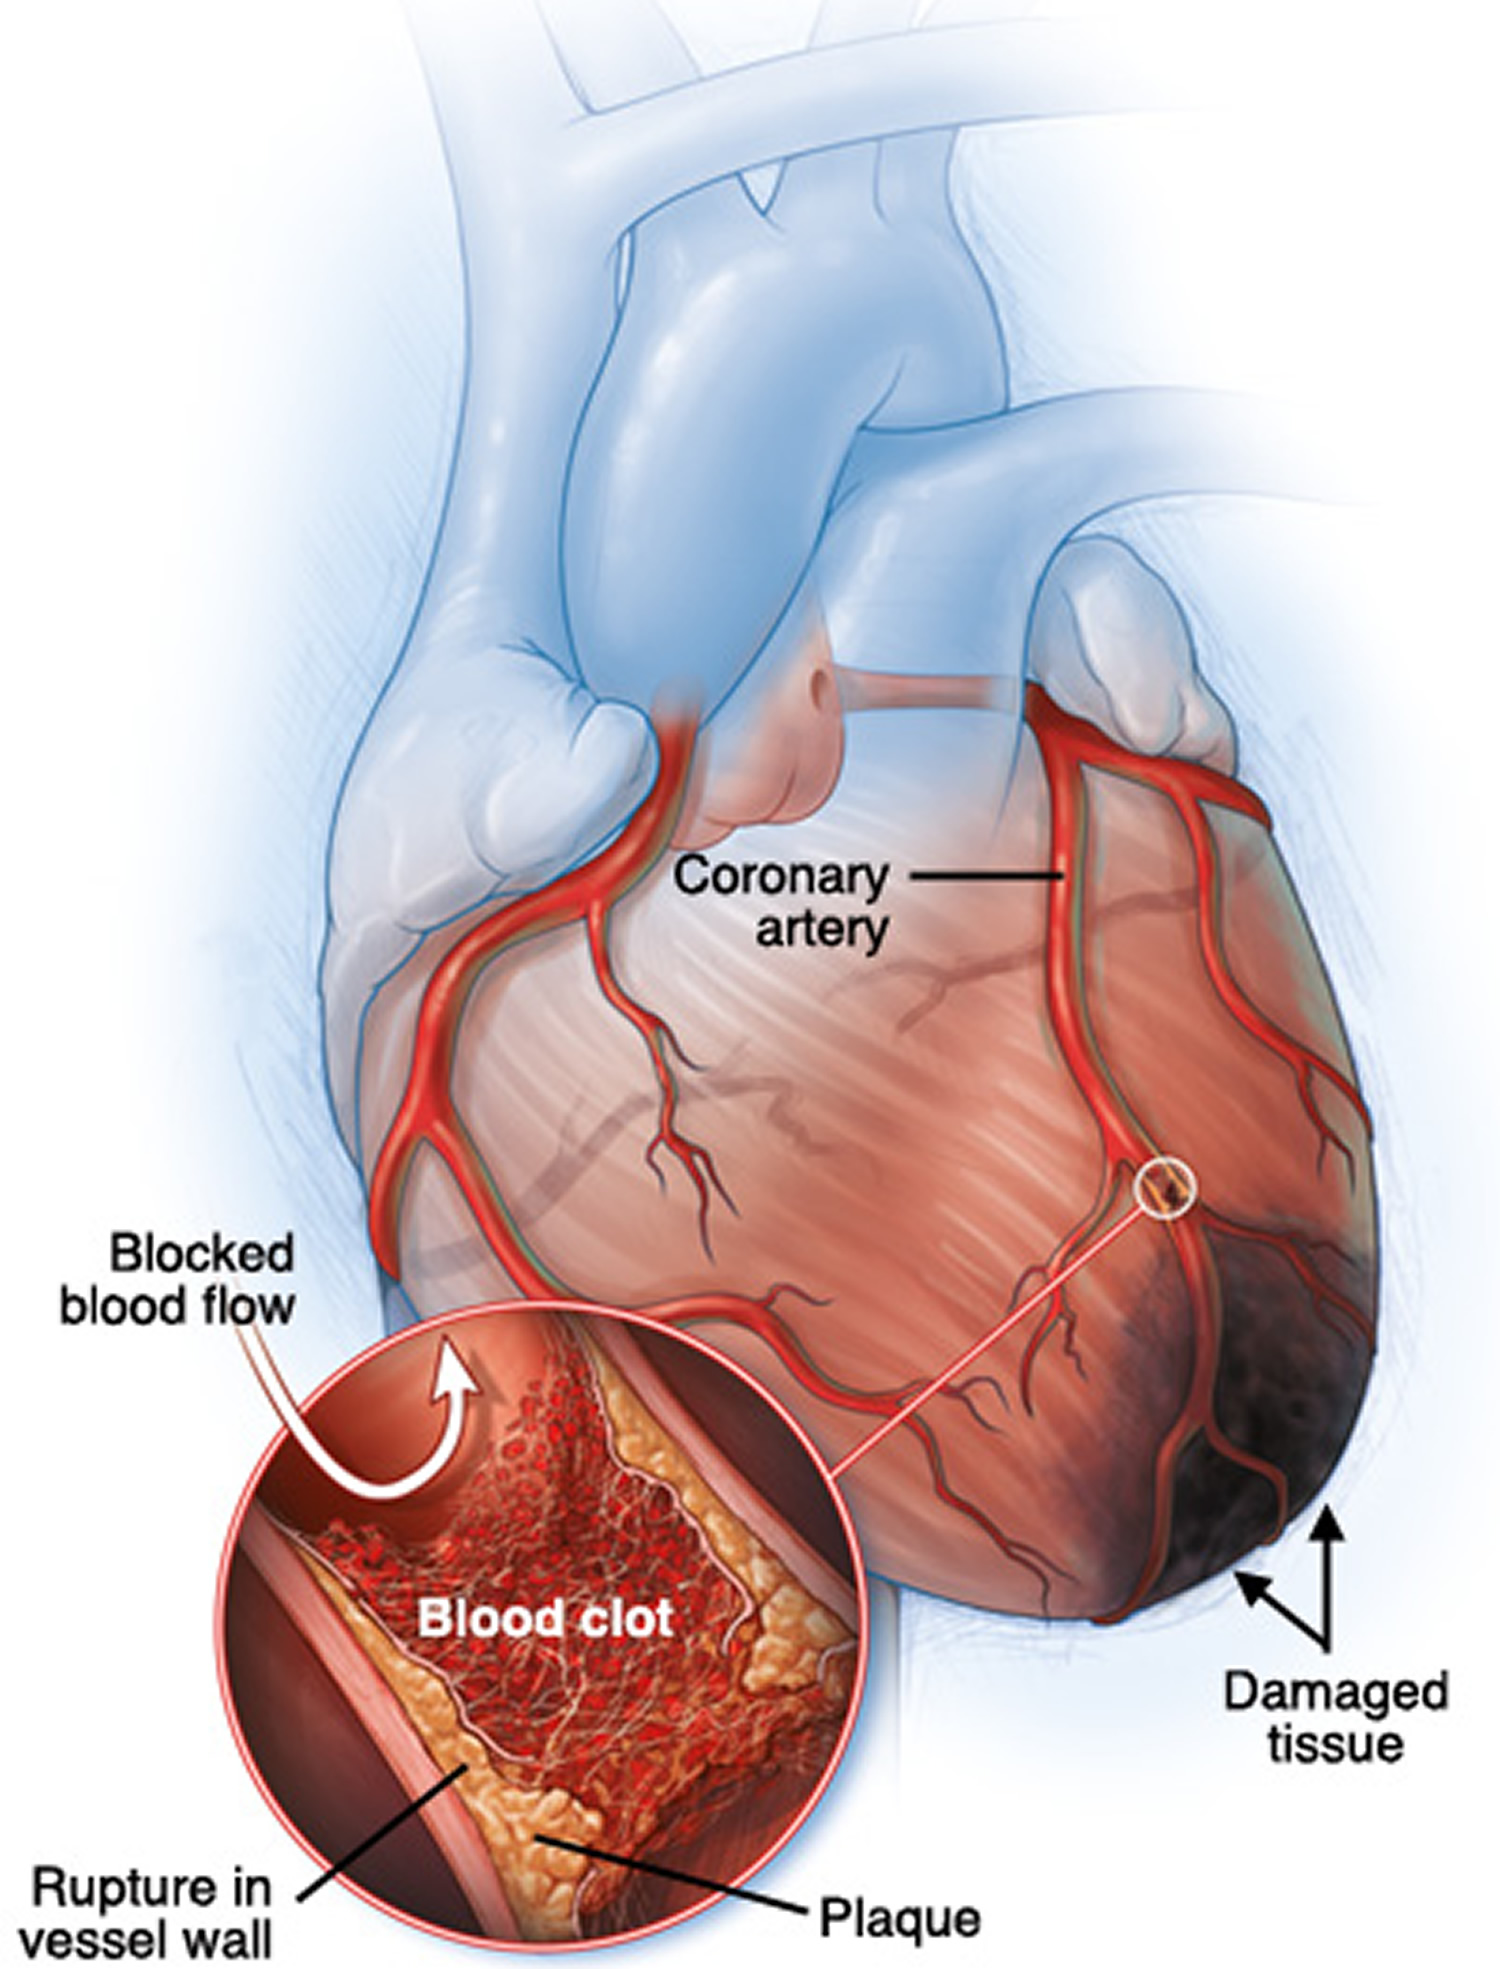 Coronary
artery
Blocked
blood flow
Blood clot
Damaged
tissue
Rupture in
vessel wall
Plaque